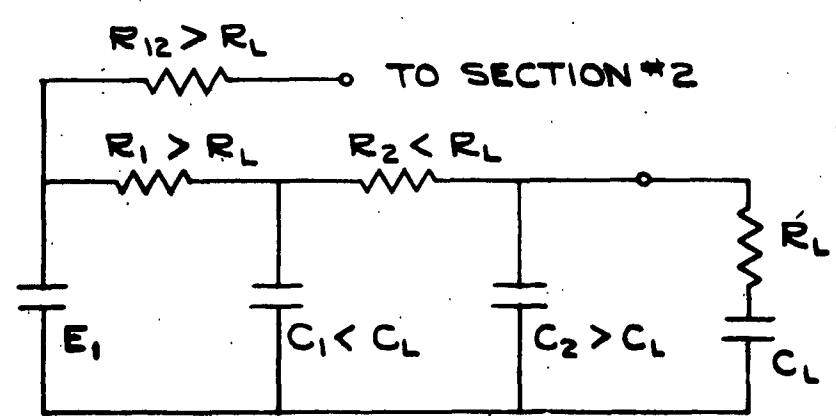 R12 > RL
TO SECTION #2
R1 > RL
R2 < RL
RL
E1
C1 < CL
C2 > CL
CL